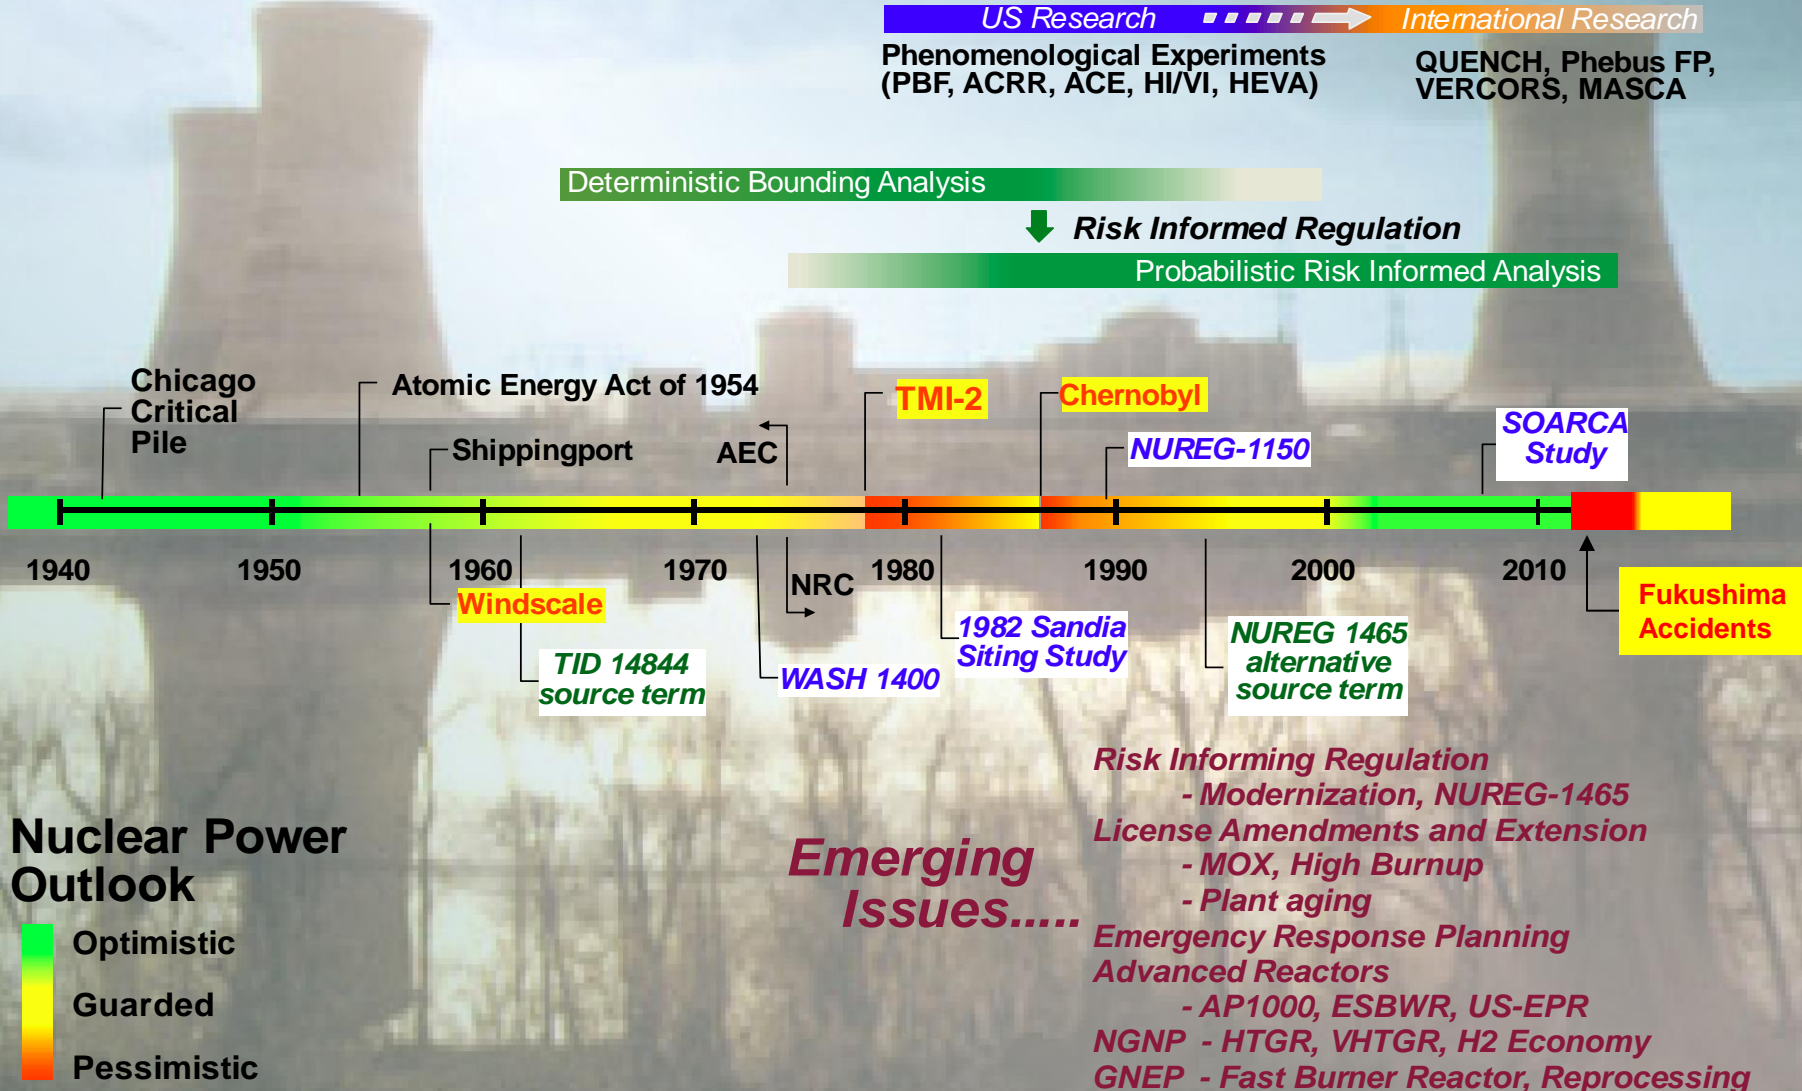 US Research
International Research
Phenomenological Experiments
(PBF, ACRR, ACE, HI/VI, HEVA)
QUENCH, Phebus FP,
VERCORS, MASCA
Deterministic Bounding Analysis
Risk Informed Regulation
Probabilistic Risk Informed Analysis
Chicago
Critical
Pile
Atomic Energy Act of 1954
Shippingport
AEC
TMI-2
Chernobyl
NUREG-1150
SOARCA
Study
1940
1950
1960
1970
1980
1990
2000
2010
Windscale
NRC
TID 14844
source term
WASH 1400
1982 Sandia
Siting Study
NUREG 1465
alternative
source term
Fukushima
Accidents
Nuclear Power
Outlook
Optimistic
Guarded
Pessimistic
Emerging
Issues.....
Risk Informing Regulation
- Modernization, NUREG-1465
License Amendments and Extension
- MOX, High Burnup
- Plant aging
Emergency Response Planning
Advanced Reactors
- AP1000, ESBWR, US-EPR
NGNP - HTGR, VHTGR, H2 Economy
GNEP - Fast Burner Reactor, Reprocessing